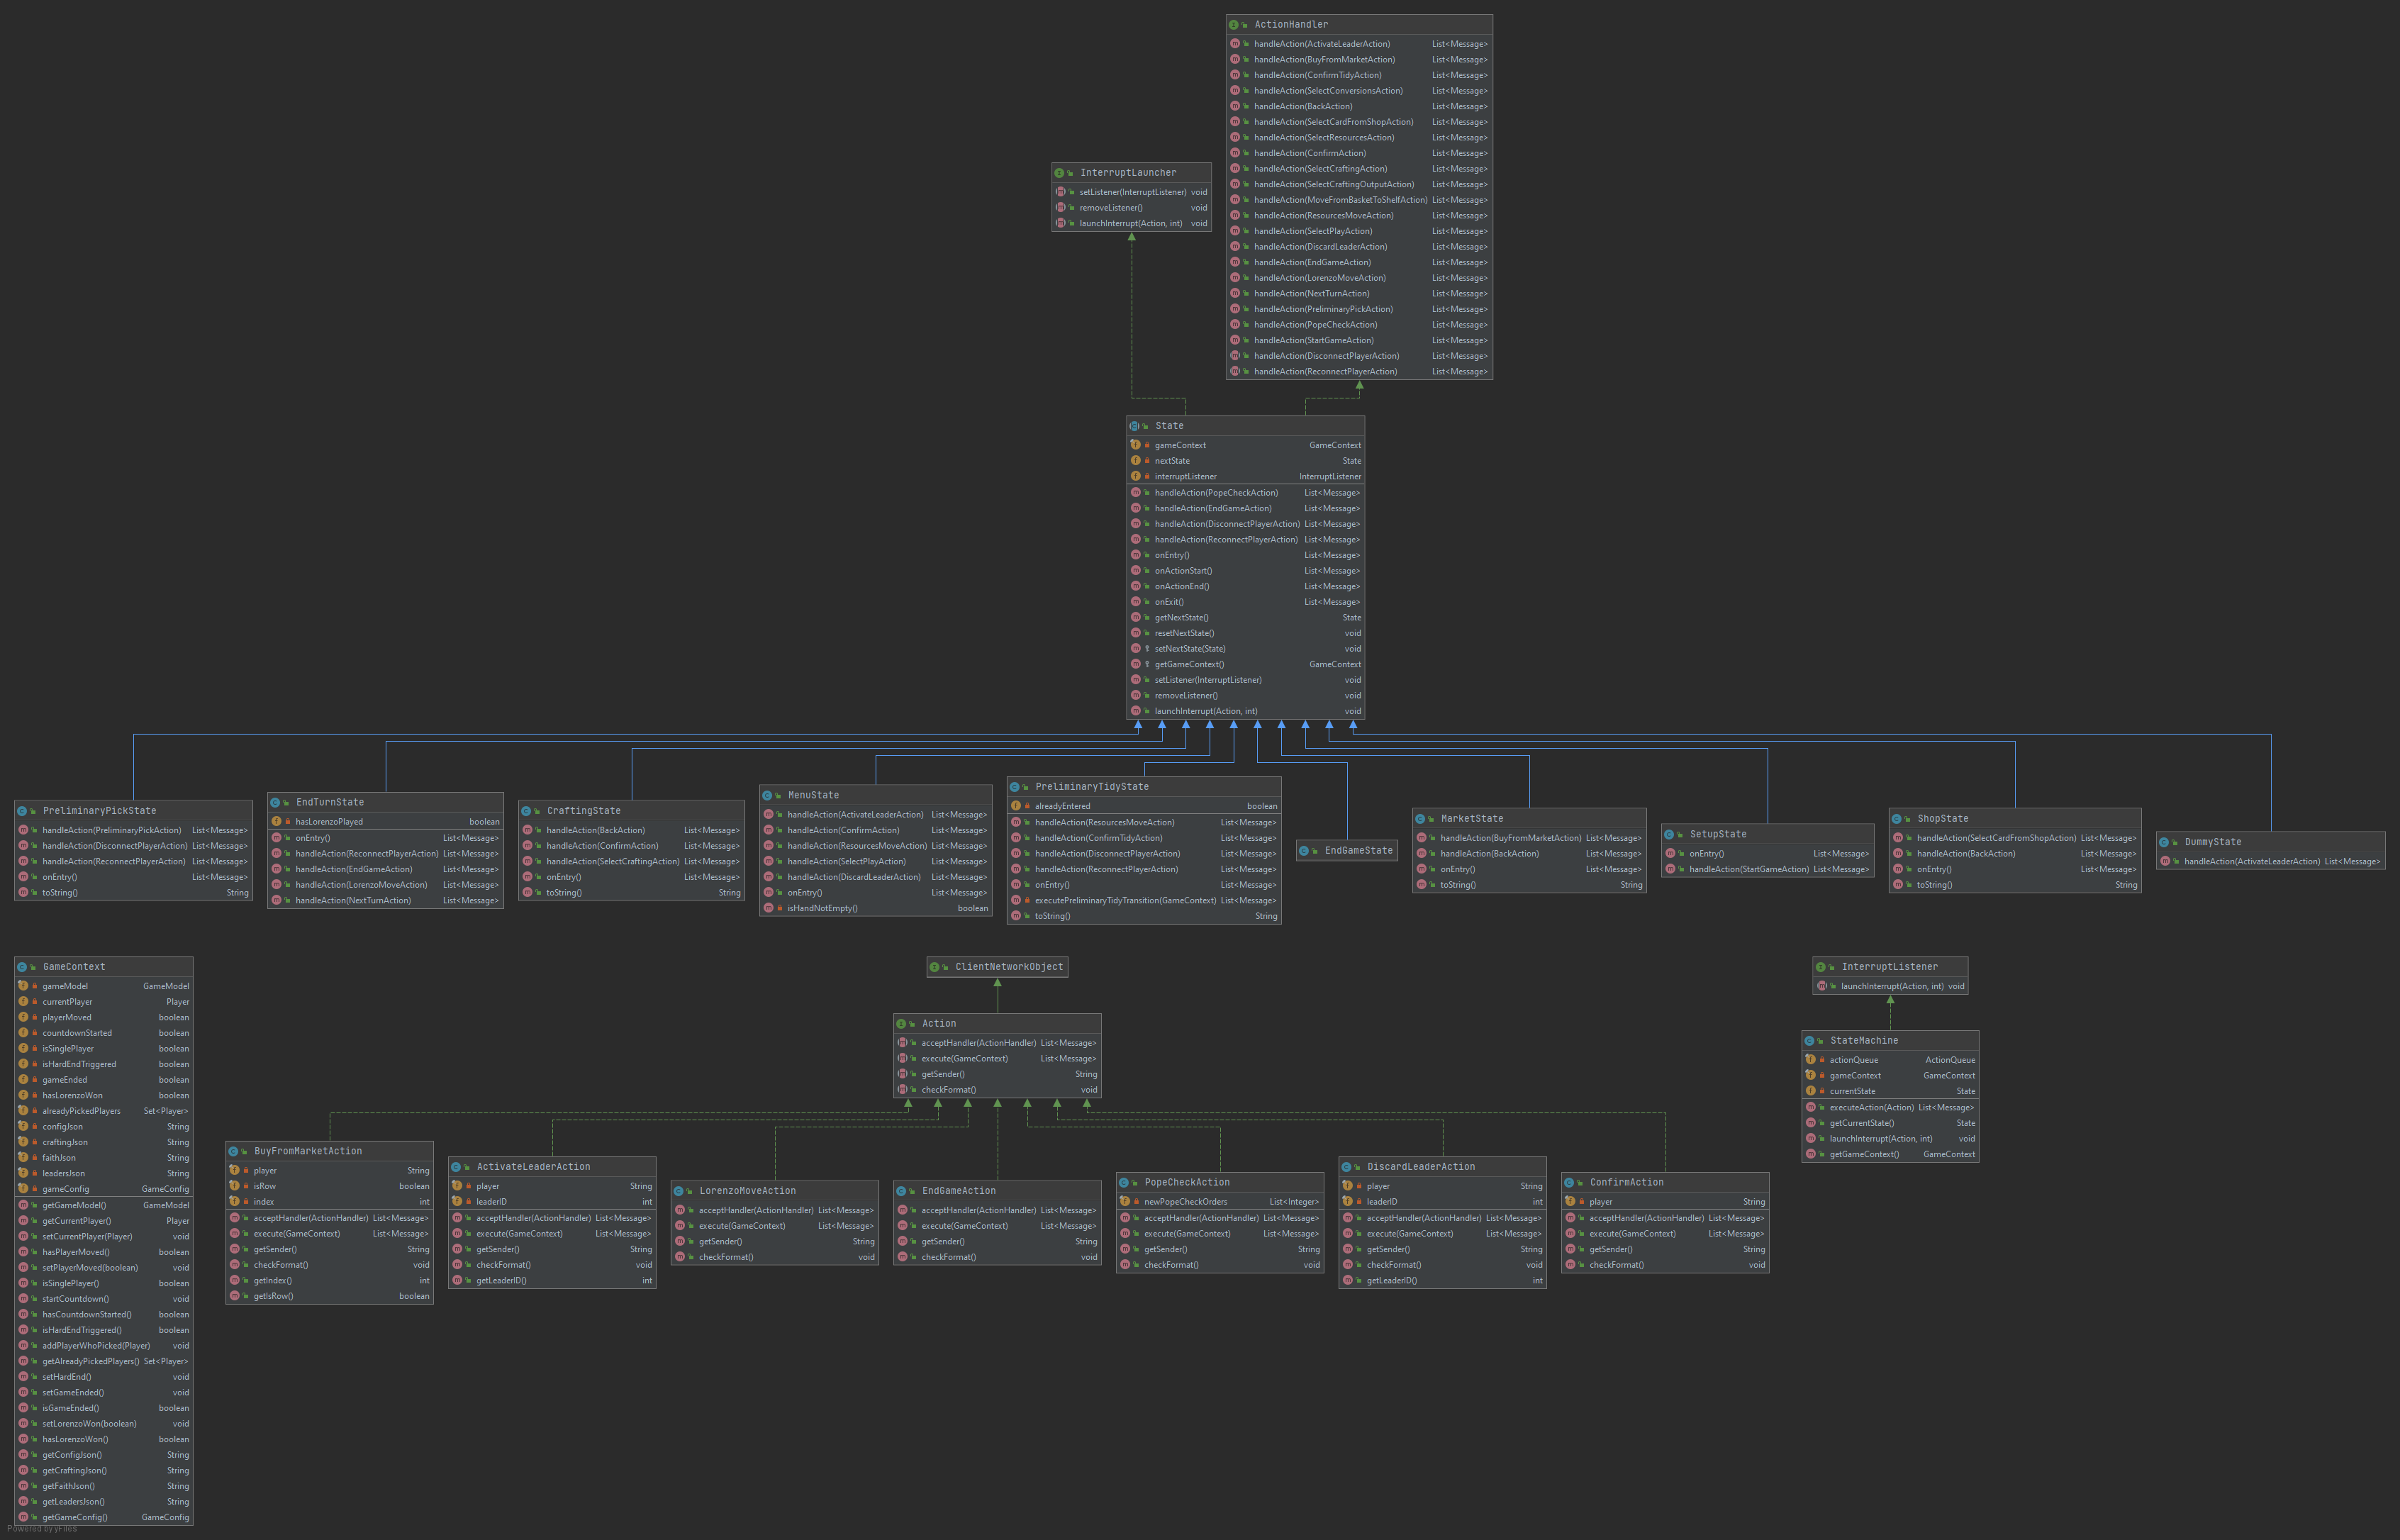 ActionHandler
handleAction(ActivateLeaderAction) List<Message>
handleAction(BuyFromMarketAction) List<Message>
handleAction(ConfirmTidyAction) List<Message>
handleAction(SelectConversionsAction) List<Message>
handleAction(BackAction) List<Message>
handleAction(SelectCardFromShopAction) List<Message>
handleAction(SelectResourcesAction) List<Message>
handleAction(ConfirmAction) List<Message>
handleAction(SelectCraftingAction) List<Message>
handleAction(SelectCraftingOutputAction) List<Message>
handleAction(MoveFromBasketToShelfAction) List<Message>
handleAction(ResourcesMoveAction) List<Message>
handleAction(SelectPlayAction) List<Message>
handleAction(DiscardLeaderAction) List<Message>
handleAction(EndGameAction) List<Message>
handleAction(LorenzoMoveAction) List<Message>
handleAction(NextTurnAction) List<Message>
handleAction(PreliminaryPickAction) List<Message>
handleAction(PopeCheckAction) List<Message>
handleAction(StartGameAction) List<Message>
handleAction(DisconnectPlayerAction) List<Message>
handleAction(ReconnectPlayerAction) List<Message>
InterruptLauncher
setListener(InterruptListener) void
removeListener() void
launchInterrupt(Action, int) void
State
gameContext GameContext
nextState State
interruptListener InterruptListener
handleAction(PopeCheckAction) List<Message>
handleAction(EndGameAction) List<Message>
handleAction(DisconnectPlayerAction) List<Message>
handleAction(ReconnectPlayerAction) List<Message>
onEntry() List<Message>
onActionStart() List<Message>
onActionEnd() List<Message>
onExit() List<Message>
getNextState() State
resetNextState() void
setNextState(State) void
getGameContext() GameContext
setListener(InterruptListener) void
removeListener() void
launchInterrupt(Action, int) void
PreliminaryPickState
handleAction(PreliminaryPickAction) List<Message>
handleAction(DisconnectPlayerAction) List<Message>
handleAction(ReconnectPlayerAction) List<Message>
onEntry() List<Message>
toString() String
EndTurnState
hasLorenzoPlayed boolean
onEntry() List<Message>
handleAction(ReconnectPlayerAction) List<Message>
handleAction(EndGameAction) List<Message>
handleAction(LorenzoMoveAction) List<Message>
handleAction(NextTurnAction) List<Message>
CraftingState
handleAction(BackAction) List<Message>
handleAction(ConfirmAction) List<Message>
handleAction(SelectCraftingAction) List<Message>
onEntry() List<Message>
toString() String
MenuState
handleAction(ActivateLeaderAction) List<Message>
handleAction(ConfirmAction) List<Message>
handleAction(ResourcesMoveAction) List<Message>
handleAction(SelectPlayAction) List<Message>
handleAction(DiscardLeaderAction) List<Message>
onEntry() List<Message>
isHandNotEmpty() boolean
PreliminaryTidyState
alreadyEntered boolean
handleAction(ResourcesMoveAction) List<Message>
handleAction(ConfirmTidyAction) List<Message>
handleAction(DisconnectPlayerAction) List<Message>
handleAction(ReconnectPlayerAction) List<Message>
onEntry() List<Message>
executePreliminaryTidyTransition(GameContext) List<Message>
toString() String
EndGameState
MarketState
handleAction(BuyFromMarketAction) List<Message>
handleAction(BackAction) List<Message>
onEntry() List<Message>
toString() String
SetupState
onEntry() List<Message>
handleAction(StartGameAction) List<Message>
ShopState
handleAction(SelectCardFromShopAction) List<Message>
handleAction(BackAction) List<Message>
onEntry() List<Message>
toString() String
DummyState
handleAction(ActivateLeaderAction) List<Message>
GameContext
gameModel GameModel
currentPlayer Player
playerMoved boolean
countdownStarted boolean
isSinglePlayer boolean
isHardEndTriggered boolean
gameEnded boolean
hasLorenzoWon boolean
alreadyPickedPlayers Set<Player>
configJson String
craftingJson String
faithJson String
leadersJson String
gameConfig GameConfig
getGameModel() GameModel
getCurrentPlayer() Player
setCurrentPlayer(Player) void
hasPlayerMoved() boolean
setPlayerMoved(boolean) void
isSinglePlayer() boolean
startCountdown() void
hasCountdownStarted() boolean
isHardEndTriggered() boolean
addPlayerWhoPicked(Player) void
getAlreadyPickedPlayers() Set<Player>
setHardEnd() void
setGameEnded() void
isGameEnded() boolean
setLorenzoWon(boolean) void
hasLorenzoWon() boolean
getConfigJson() String
getCraftingJson() String
getFaithJson() String
getLeadersJson() String
getGameConfig() GameConfig
ClientNetworkObject
Action
acceptHandler(ActionHandler) List<Message>
execute(GameContext) List<Message>
getSender() String
checkFormat() void
BuyFromMarketAction
player String
isRow boolean
index int
acceptHandler(ActionHandler) List<Message>
execute(GameContext) List<Message>
getSender() String
checkFormat() void
getIndex() int
getIsRow() boolean
ActivateLeaderAction
player String
leaderID int
acceptHandler(ActionHandler) List<Message>
execute(GameContext) List<Message>
getSender() String
checkFormat() void
getLeaderID() int
LorenzoMoveAction
acceptHandler(ActionHandler) List<Message>
execute(GameContext) List<Message>
getSender() String
checkFormat() void
EndGameAction
acceptHandler(ActionHandler) List<Message>
execute(GameContext) List<Message>
getSender() String
checkFormat() void
PopeCheckAction
newPopeCheckOrders List<Integer>
acceptHandler(ActionHandler) List<Message>
execute(GameContext) List<Message>
getSender() String
checkFormat() void
DiscardLeaderAction
player String
leaderID int
acceptHandler(ActionHandler) List<Message>
execute(GameContext) List<Message>
getSender() String
checkFormat() void
getLeaderID() int
ConfirmAction
player String
acceptHandler(ActionHandler) List<Message>
execute(GameContext) List<Message>
getSender() String
checkFormat() void
InterruptListener
launchInterrupt(Action, int) void
StateMachine
actionQueue ActionQueue
gameContext GameContext
currentState State
executeAction(Action) List<Message>
getCurrentState() State
launchInterrupt(Action, int) void
getGameContext() GameContext
Powered by yFiles